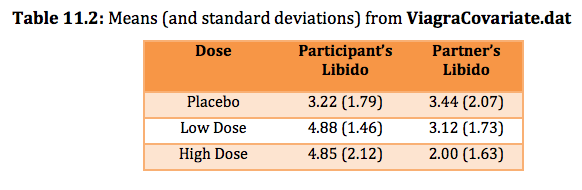 Table 11.2: Means (and standard deviations) from ViagraCovariate.dat
Dose Participant's Partner's
Libido Libido
Placebo 3.22 (1.79) 3.44 (2.07)
Low Dose 4.88 (1.46) 3.12 (1.73)
High Dose 4.85 (2.12) 2.00 (1.63)